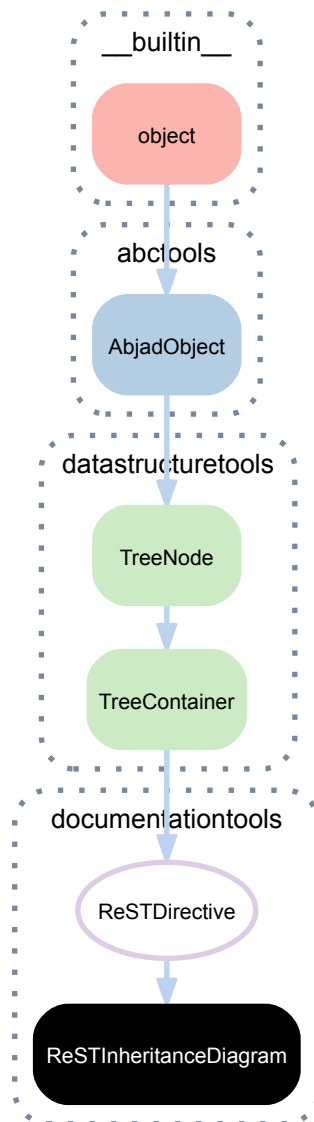 __builtin__
object
abctools
AbjadObject
datastructuretools
TreeNode
TreeContainer
documentationtools
ReSTDirective
ReSTInheritanceDiagram